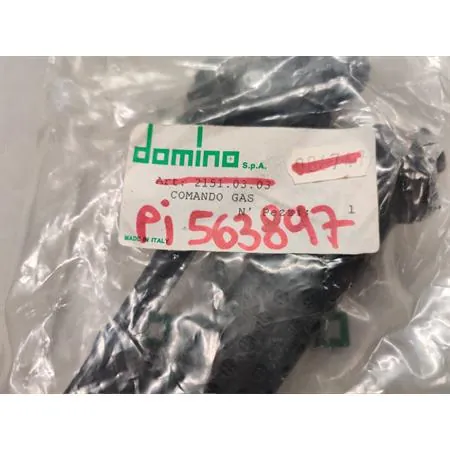 domino S.p.A.
Art: 2151.03.03
COMANDO GAS
N' Pezzi: 1
Pi 563897
MADE IN ITALY